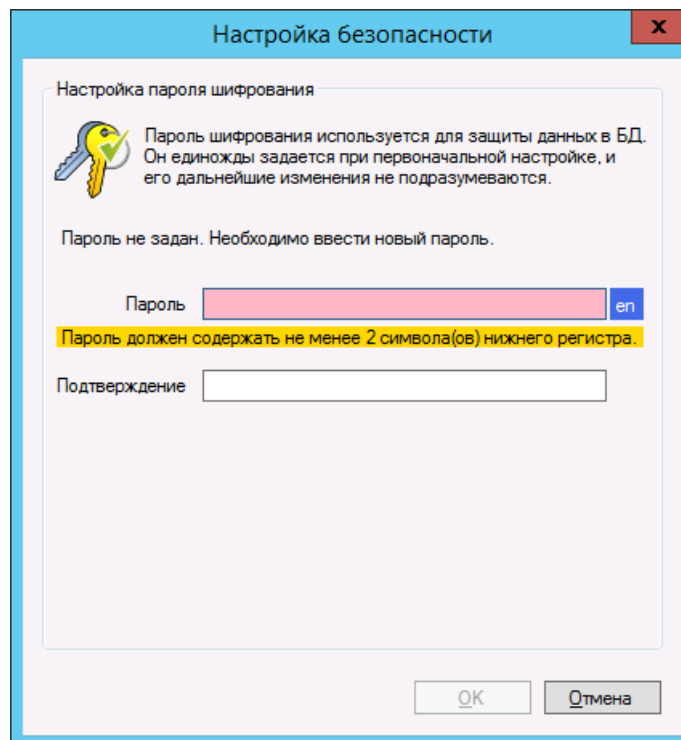 Настройка безопасности
x
Настройка пароля шифрования
Пароль шифрования используется для защиты данных в БД.
Он единожды задается при первоначальной настройке, и
его дальнейшие изменения не подразумеваются.
Пароль не задан. Необходимо ввести новый пароль.
Пароль en
Пароль должен содержать не менее 2 символа(ов) нижнего регистра.
Подтверждение
OK Отмена